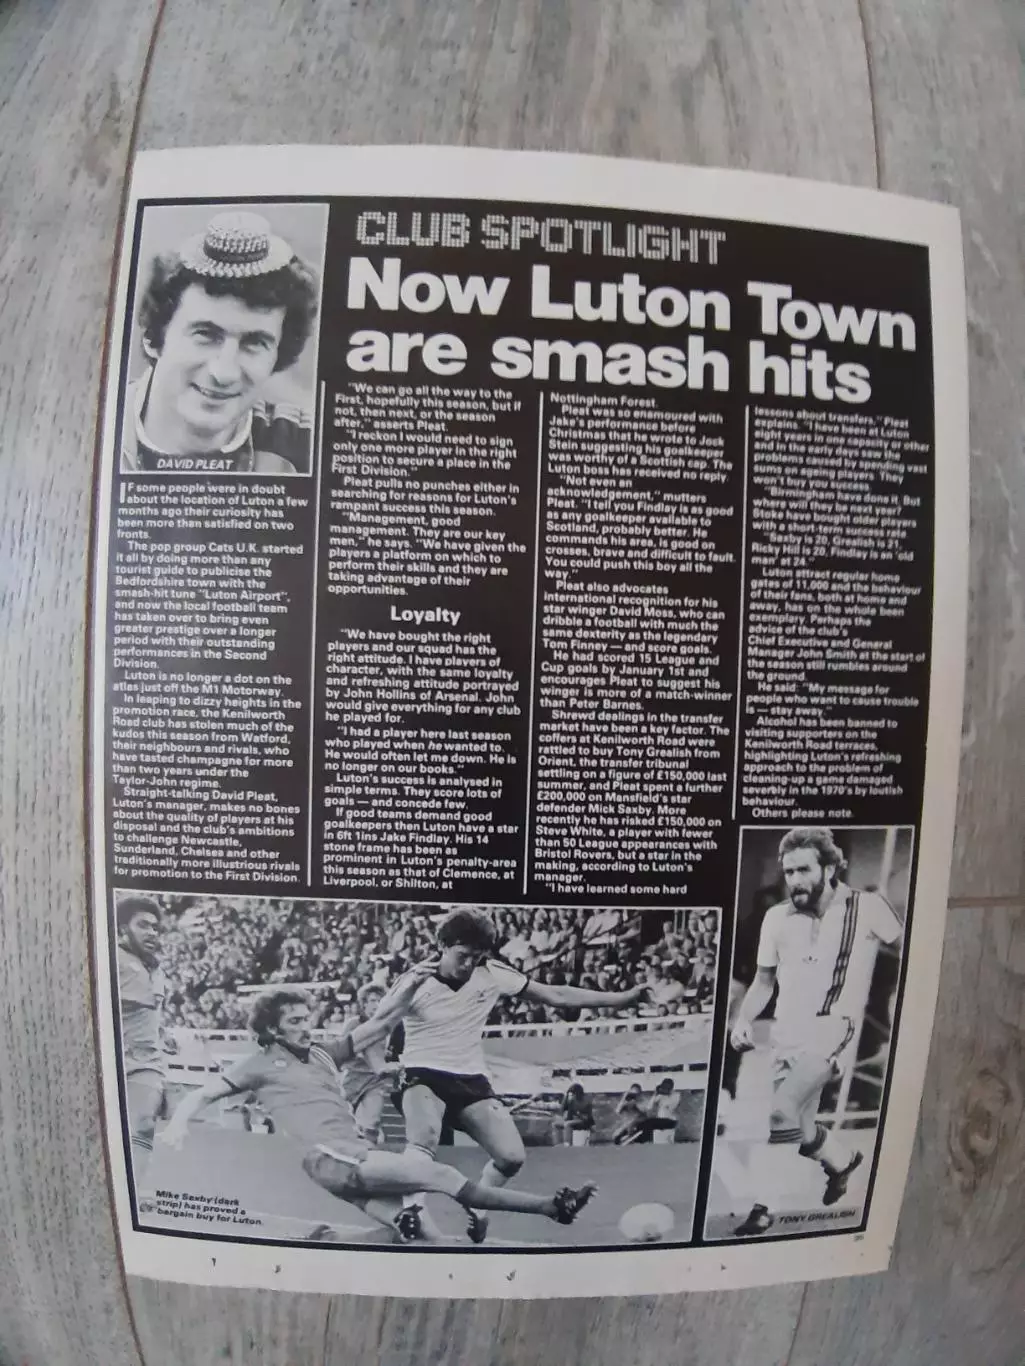 CLUB SPOTLIGHT
Now Luton Town
are smash hits
DAVID PLEAT
IF some people were in doubt
about the location of Luton a few
months ago their curiosity has
been more than satisfied on two
fronts.
The pop group Cats U.K. started
it all by doing more than any
tourist guide to publicise the
Bedfordshire town with the
smash-hit tune "Luton Airport",
and now the local football team
has taken over to bring even
greater prestige over a longer
period with their outstanding
performances in the Second
Division.
Luton is no longer a dot on the
atlas just off the M1 Motorway.
In leaping to dizzy heights in the
promotion race, the Kenilworth
Road club has stolen much of the
kudos this season from Watford,
their neighbours and rivals, who
have tasted champagne for more
than two years under the
Taylor-John regime.
Straight-talking David Pleat,
Luton's manager, makes no bones
about the quality of players at his
disposal and the club's ambitions
to challenge Newcastle,
Sunderland, Chelsea and other
traditionally more illustrious rivals
for promotion to the First Division.
"We can go all the way to the
First, hopefully this season, but if
not, then next, or the season
after," asserts Pleat.
"I reckon I would need to sign
only one more player in the right
position to secure a place in the
First Division."
Pleat pulls no punches either in
searching for reasons for Luton's
rampant success this season.
"Management, good
management. They are our key
men," he says. "We have given the
players a platform on which to
perform their skills and they are
taking advantage of their
opportunities.
Loyalty
"We have bought the right
players and our squad has the
right attitude. I have players of
character, with the same loyalty
and refreshing attitude portrayed
by John Hollins of Arsenal. John
would give everything for any club
he played for.
"I had a player here last season
who played when he wanted to.
He would often let me down. He is
no longer on our books."
Luton's success is analysed in
simple terms. They score lots of
goals — and concede few.
If good teams demand good
goalkeepers then Luton have a star
in 6ft 1ins Jake Findlay. His 14
stone frame has been as
prominent in Luton's penalty-area
this season as that of Clemence, at
Liverpool, or Shilton, at
Nottingham Forest.
Pleat was so enamoured with
Jake's performance before
Christmas that he wrote to Jock
Stein suggesting his goalkeeper
was worthy of a Scottish cap. The
Luton boss has received no reply.
"Not even an
acknowledgement," mutters
Pleat. "I tell you Findlay is as good
as any goalkeeper available to
Scotland, probably better. He
commands his area, is good on
crosses, brave and difficult to fault.
You could push this boy all the
way."
Pleat also advocates
international recognition for his
star winger David Moss, who can
dribble a football with much the
same dexterity as the legendary
Tom Finney — and score goals.
He had scored 15 League and
Cup goals by January 1st and
encourages Pleat to suggest his
winger is more of a match-winner
than Peter Barnes.
Shrewd dealings in the transfer
market have been a key factor. The
coffers at Kenilworth Road were
rattled to buy Tony Grealish from
Orient, the transfer tribunal
settling on a figure of £150,000 last
summer, and Pleat spent a further
£200,000 on Mansfield's star
defender Mick Saxby. More
recently he has risked £150,000 on
Steve White, a player with fewer
than 50 League appearances with
Bristol Rovers, but a star in the
making, according to Luton's
manager.
"I have learned some hard
lessons about transfers," Pleat
explains. "I have been at Luton
eight years in one capacity or other
and in the early days saw the
problems caused by spending vast
sums on ageing players. They
won't buy you success.
"Birmingham have done it. But
where will they be next year?
Stoke have bought older players
with a short-term success rate.
"Saxby is 20, Grealish is 21,
Ricky Hill is 20, Findlay is an 'old
man' at 24."
Luton attract regular home
gates of 11,000 and the behaviour
of their fans, both at home and
away, has on the whole been
exemplary. Perhaps the
advice of the club's
Chief Executive and General
Manager John Smith at the start of
the season still rumbles around
the ground.
He said: "My message for
people who want to cause trouble
is — stay away."
Alcohol has been banned to
visiting supporters on the
Kenilworth Road terraces,
highlighting Luton's refreshing
approach to the problem of
cleaning-up a game damaged
severely in the 1970's by loutish
behaviour.
Others please note.
Mike Saxby (dark
strip) has proved a
bargain buy for Luton.
TONY GREALISH